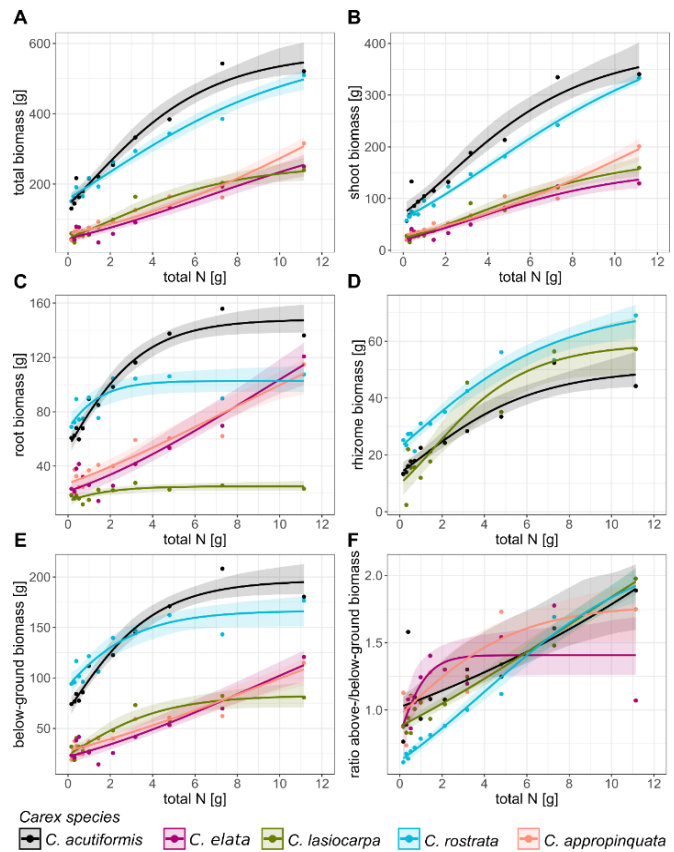 A
B
600
400
200
total biomass [g]
0 2 4 6 8 10 12
total N [g]
400
300
200
100
0
shoot biomass [g]
0 2 4 6 8 10 12
total N [g]
C
D
160
120
80
40
root biomass [g]
0 2 4 6 8 10 12
total N [g]
60
40
20
0
rhizome biomass [g]
0 2 4 6 8 10 12
total N [g]
E
F
200
150
100
50
below-ground biomass [g]
0 2 4 6 8 10 12
total N [g]
2.0
1.5
1.0
ratio above-/below-ground biomass
0 2 4 6 8 10 12
total N [g]
Carex species
C. acutiformis C. elata C. lasiocarpa C. rostrata C. appropinquata